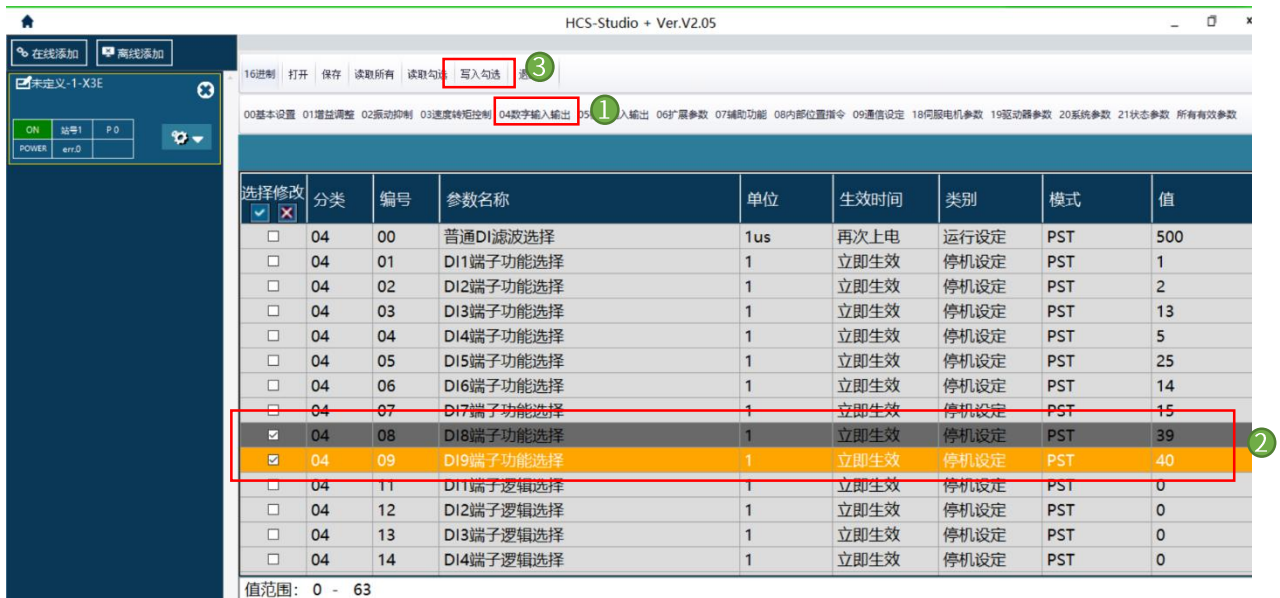 HCS-Studio + Ver.V2.05
在线添加 离线添加
未定义-1-X3E
ON 站号1 P 0
POWER err.0
16进制 打开 保存 读取所有 读取勾选 写入勾选 3
00基本设置 01增益调整 02振动抑制 03速度转矩控制 04数字输入输出 05 1 入输出 06扩展参数 07辅助功能 08内部位置指令 09通信设定 18伺服电机参数 19驱动器参数 20系统参数 21状态参数 所有有效参数
选择修改 分类 编号 参数名称 单位 生效时间 类别 模式 值
04 00 普通DI滤波选择 1us 再次上电 运行设定 PST 500
04 01 DI1端子功能选择 1 立即生效 停机设定 PST 1
04 02 DI2端子功能选择 1 立即生效 停机设定 PST 2
04 03 DI3端子功能选择 1 立即生效 停机设定 PST 13
04 04 DI4端子功能选择 1 立即生效 停机设定 PST 5
04 05 DI5端子功能选择 1 立即生效 停机设定 PST 25
04 06 DI6端子功能选择 1 立即生效 停机设定 PST 14
04 07 DI7端子功能选择 1 立即生效 停机设定 PST 15
04 08 DI8端子功能选择 1 立即生效 停机设定 PST 39
2
04 09 DI9端子功能选择 1 立即生效 停机设定 PST 40
04 11 DI1端子逻辑选择 1 立即生效 停机设定 PST 0
04 12 DI2端子逻辑选择 1 立即生效 停机设定 PST 0
04 13 DI3端子逻辑选择 1 立即生效 停机设定 PST 0
04 14 DI4端子逻辑选择 1 立即生效 停机设定 PST 0
值范围: 0 - 63